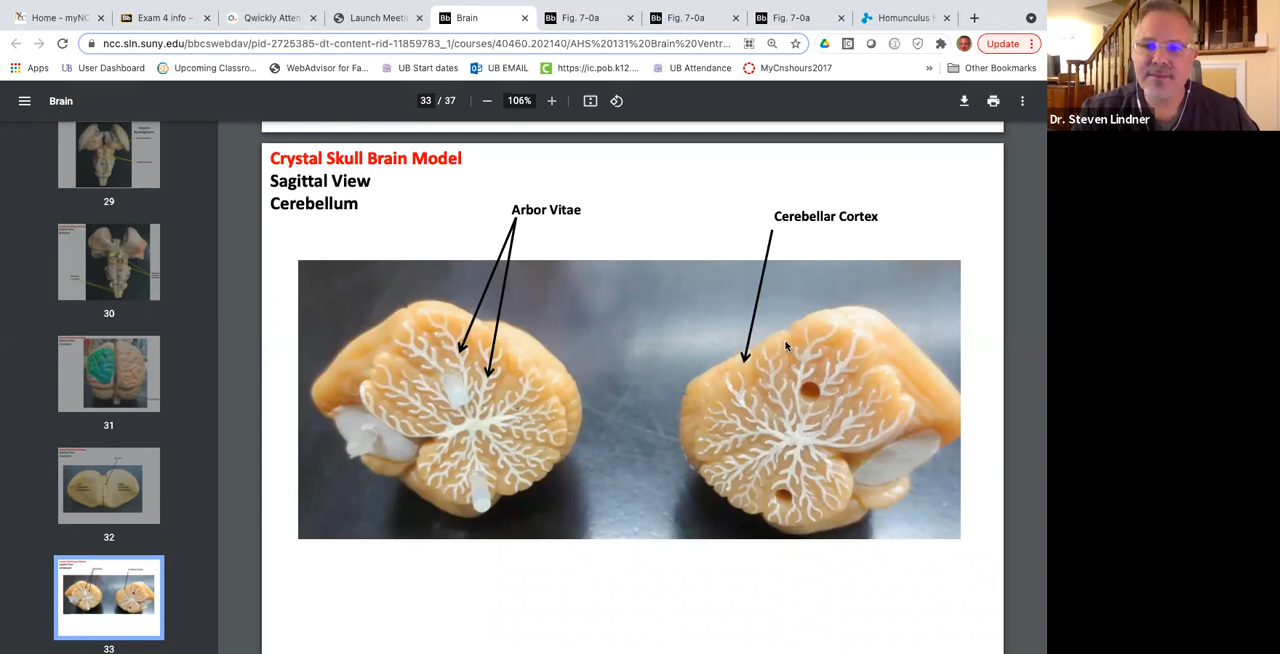 Home - myNC
Exam 4 info –
Qwickly Atten
Launch Meeti
Brain
Fig. 7-0a
Fig. 7-0a
Fig. 7-0a
Homunculus
ncc.sln.suny.edu/bbcswebdav/pid-2725385-dt-content-rid-11859783_1/courses/40460.202140/AHS%20131%20Brain%20Ventr...
Update
Apps
User Dashboard
Upcoming Classro...
WebAdvisor for Fa...
UB Start dates
UB EMAIL
https://ic.pob.k12....
UB Attendance
MyCnshours2017
»
Other Bookmarks
Brain
33 / 37
106%
Dr. Steven Lindner
29
30
31
32
33
Crystal Skull Brain Model
Sagittal View
Cerebellum
Arbor Vitae
Cerebellar Cortex